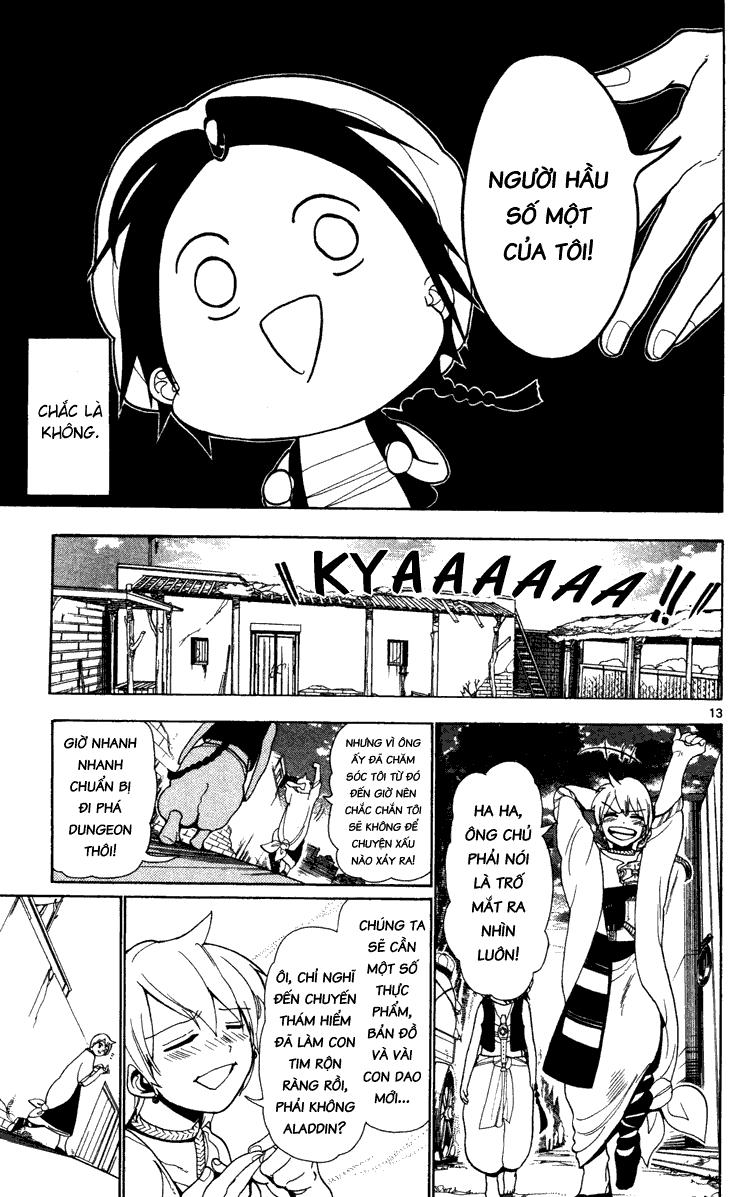 NGƯỜI HẦU
SỐ MỘT
CỦA TÔI!
CHẮC LÀ
KHÔNG.
KYAAAAAAA!!
13
HA HA,
ÔNG CHỦ
PHẢI NÓI
LÀ TRỐ
MẮT RA
NHÌN
LUÔN!
NHƯNG VÌ ÔNG
ẤY ĐÃ CHĂM
SÓC TÔI TỪ ĐÓ
ĐẾN GIỜ NÊN
CHẮC CHẮN TÔI
SẼ KHÔNG ĐỂ
CHUYỆN XẤU
NÀO XẢY RA!
GIỜ NHANH
NHANH
CHUẨN BỊ
ĐI PHÁ
DUNGEON
THÔI!
CHÚNG TA
SẼ CẦN
MỘT SỐ
THỰC
PHẨM,
BẢN ĐỒ
VÀ VÀI
CON DAO
MỚI...
ÔI, CHỈ NGHĨ
ĐẾN CHUYẾN
THÁM HIỂM
ĐÃ LÀM CON
TIM RỘN
RÀNG RỒI,
PHẢI KHÔNG
ALADDIN?